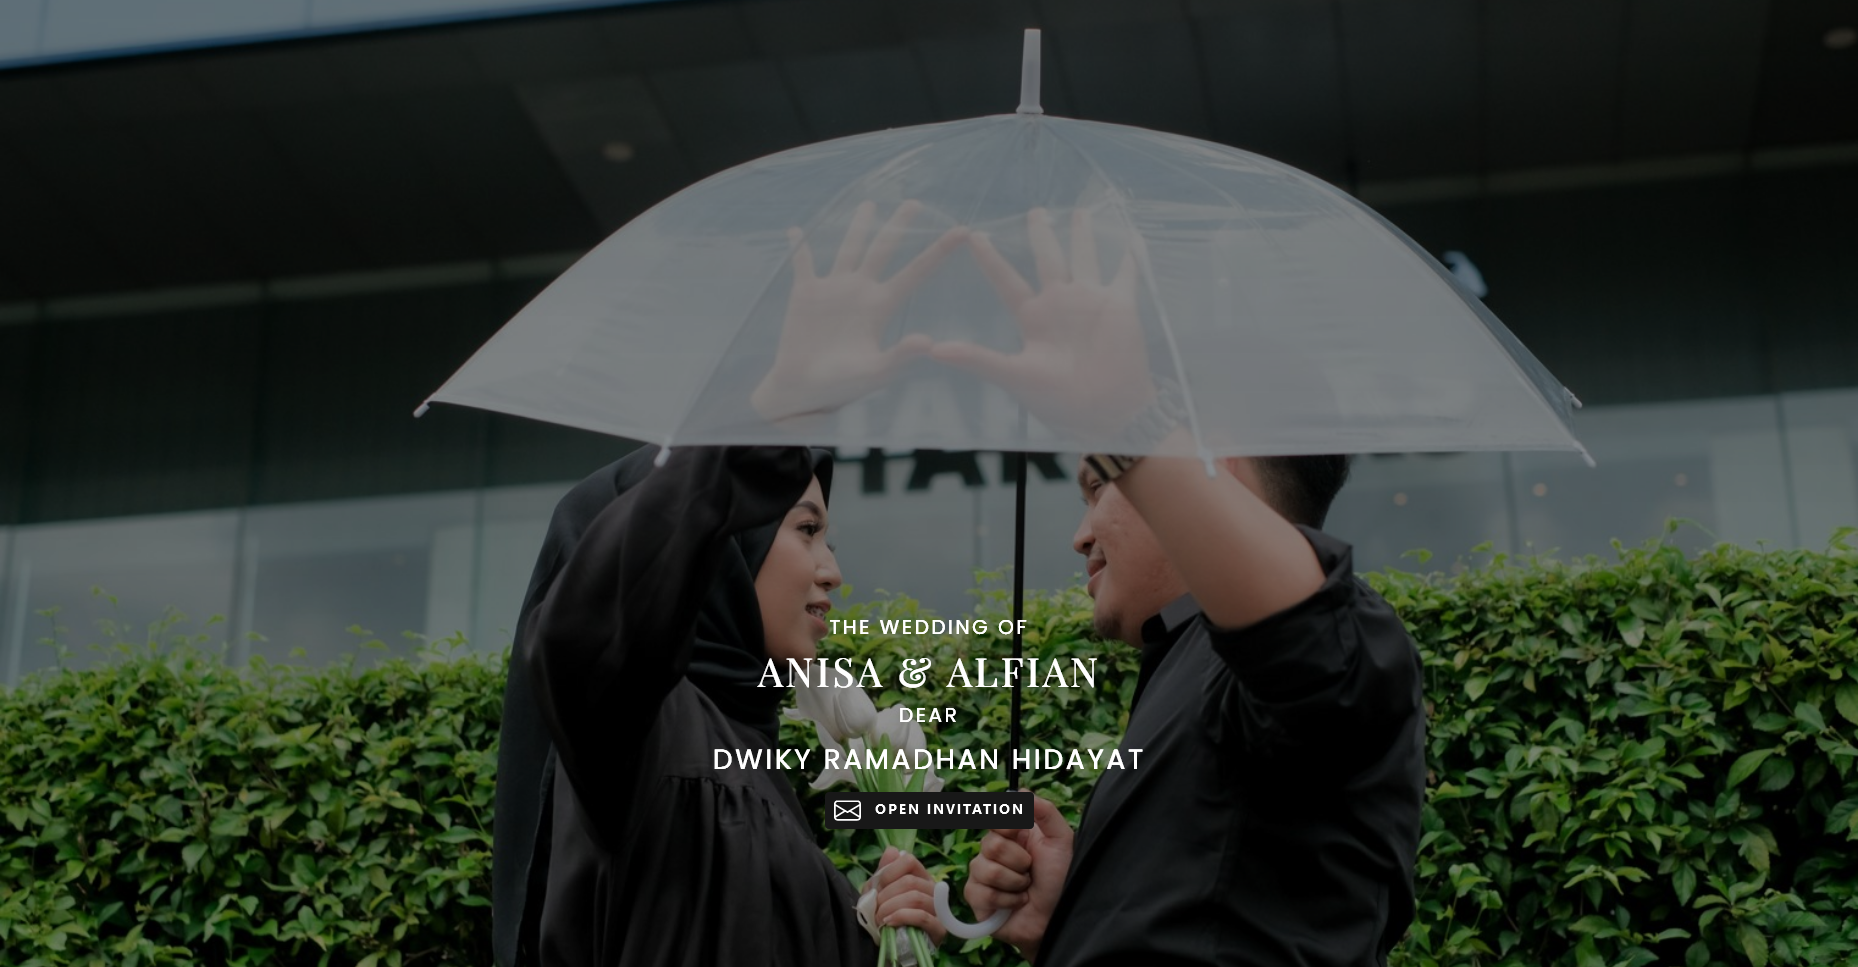 THE WEDDING OF
ANISA & ALFIAN
DEAR
DWIKY RAMADHAN HIDAYAT
OPEN INVITATION